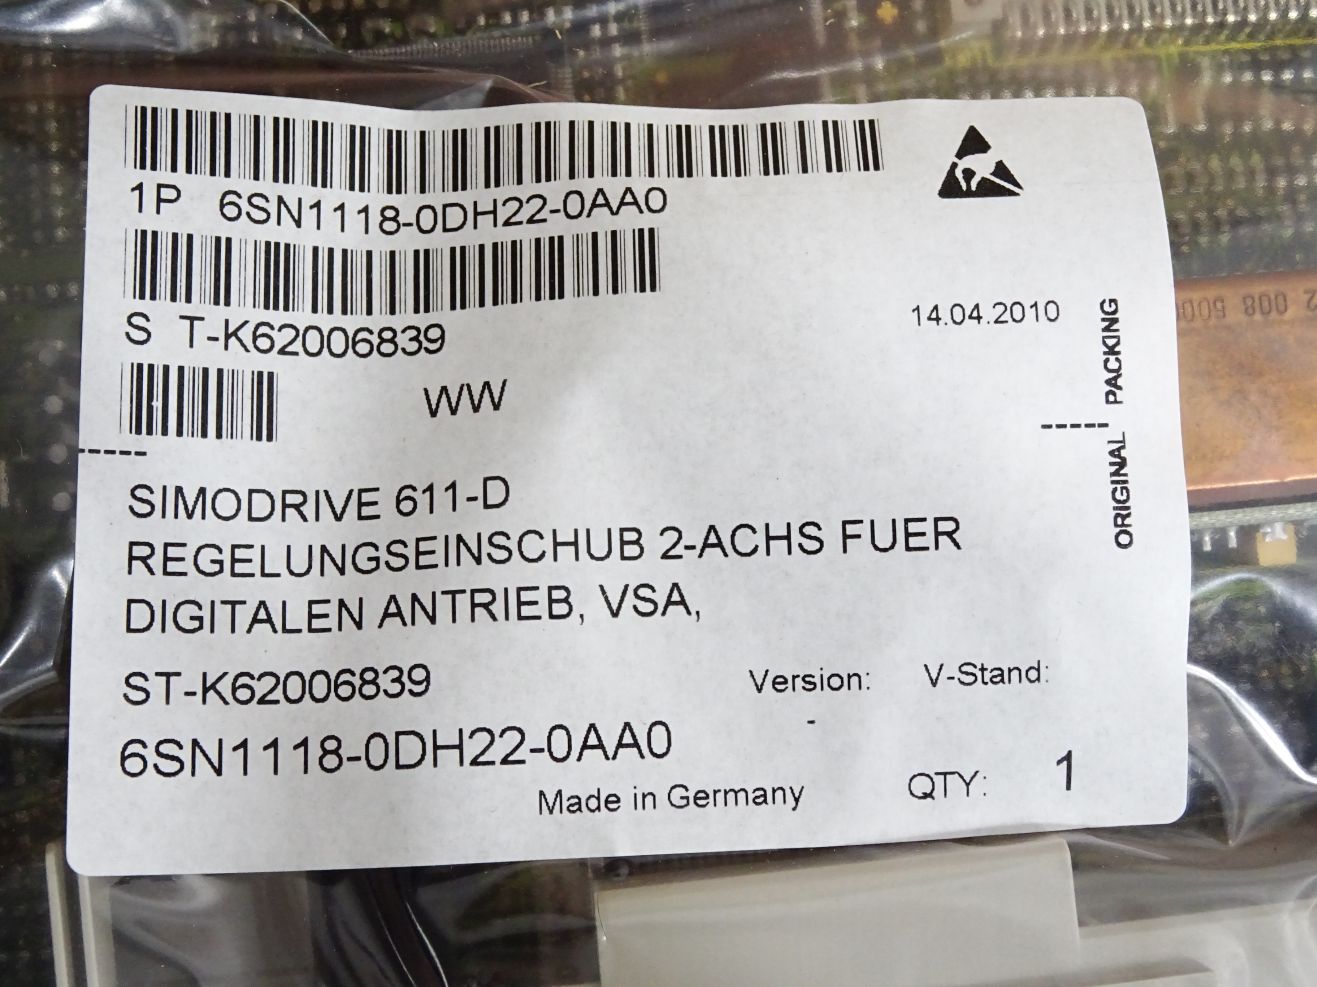 1P 6SN1118-0DH22-0AA0
S T-K62006839
14.04.2010
WW
ORIGINAL PACKING
SIMODRIVE 611-D
REGELUNGSEINSCHUB 2-ACHS FUER
DIGITALEN ANTRIEB, VSA,
ST-K62006839
Version: V-Stand:
-
6SN1118-0DH22-0AA0
Made in Germany
QTY: 1